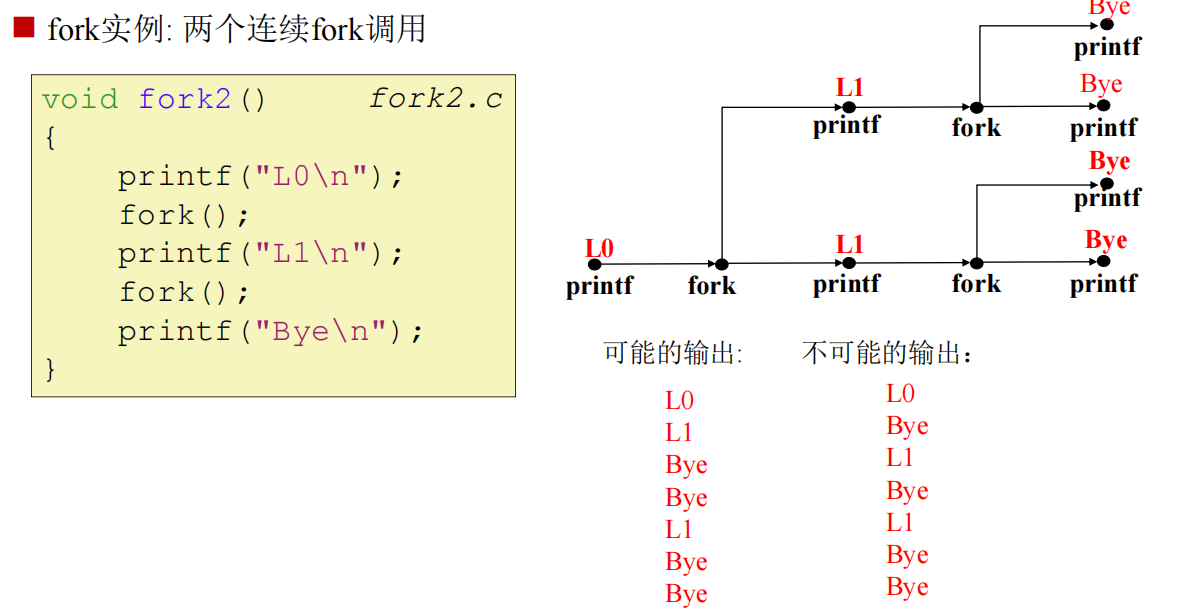 fork实例: 两个连续fork调用
void fork2() fork2.c
{
printf("L0\n");
fork();
printf("L1\n");
fork();
printf("Bye\n");
}
Bye
printf
L1
Bye
printf
fork
printf
Bye
printf
L0
L1
Bye
printf
fork
printf
fork
printf
可能的输出:
L0
L1
Bye
Bye
L1
Bye
Bye
不可能的输出：
L0
Bye
L1
Bye
L1
Bye
Bye